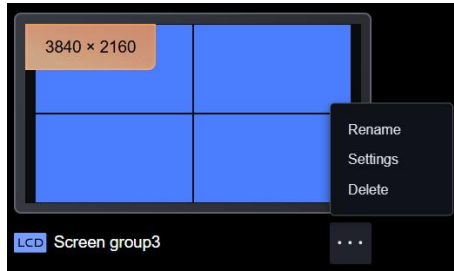 3840 × 2160
Rename
Settings
Delete
LCD Screen group3